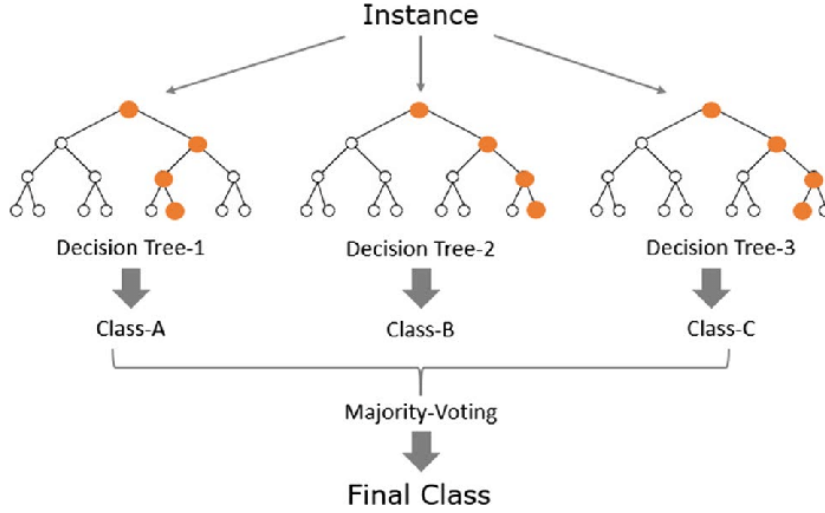 Instance
Decision Tree-1
Decision Tree-2
Decision Tree-3
Class-A
Class-B
Class-C
Majority-Voting
Final Class